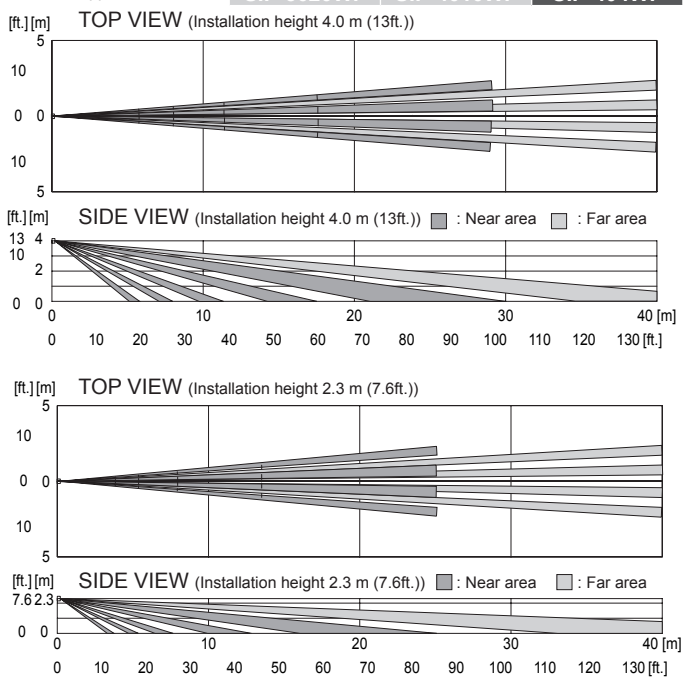 TOP VIEW (Installation height 4.0 m (13ft.))
[ft.] [m]
5
10
0 0
10
5
SIDE VIEW (Installation height 4.0 m (13ft.)) : Near area : Far area
[ft.] [m]
13 4
10
2
0 0
0 10 20 30 40 [m]
0 10 20 30 40 50 60 70 80 90 100 110 120 130 [ft.]
TOP VIEW (Installation height 2.3 m (7.6ft.))
[ft.] [m]
5
10
0 0
10
5
SIDE VIEW (Installation height 2.3 m (7.6ft.)) : Near area : Far area
[ft.] [m]
7.6 2.3
0 0
0 10 20 30 40 [m]
0 10 20 30 40 50 60 70 80 90 100 110 120 130 [ft.]